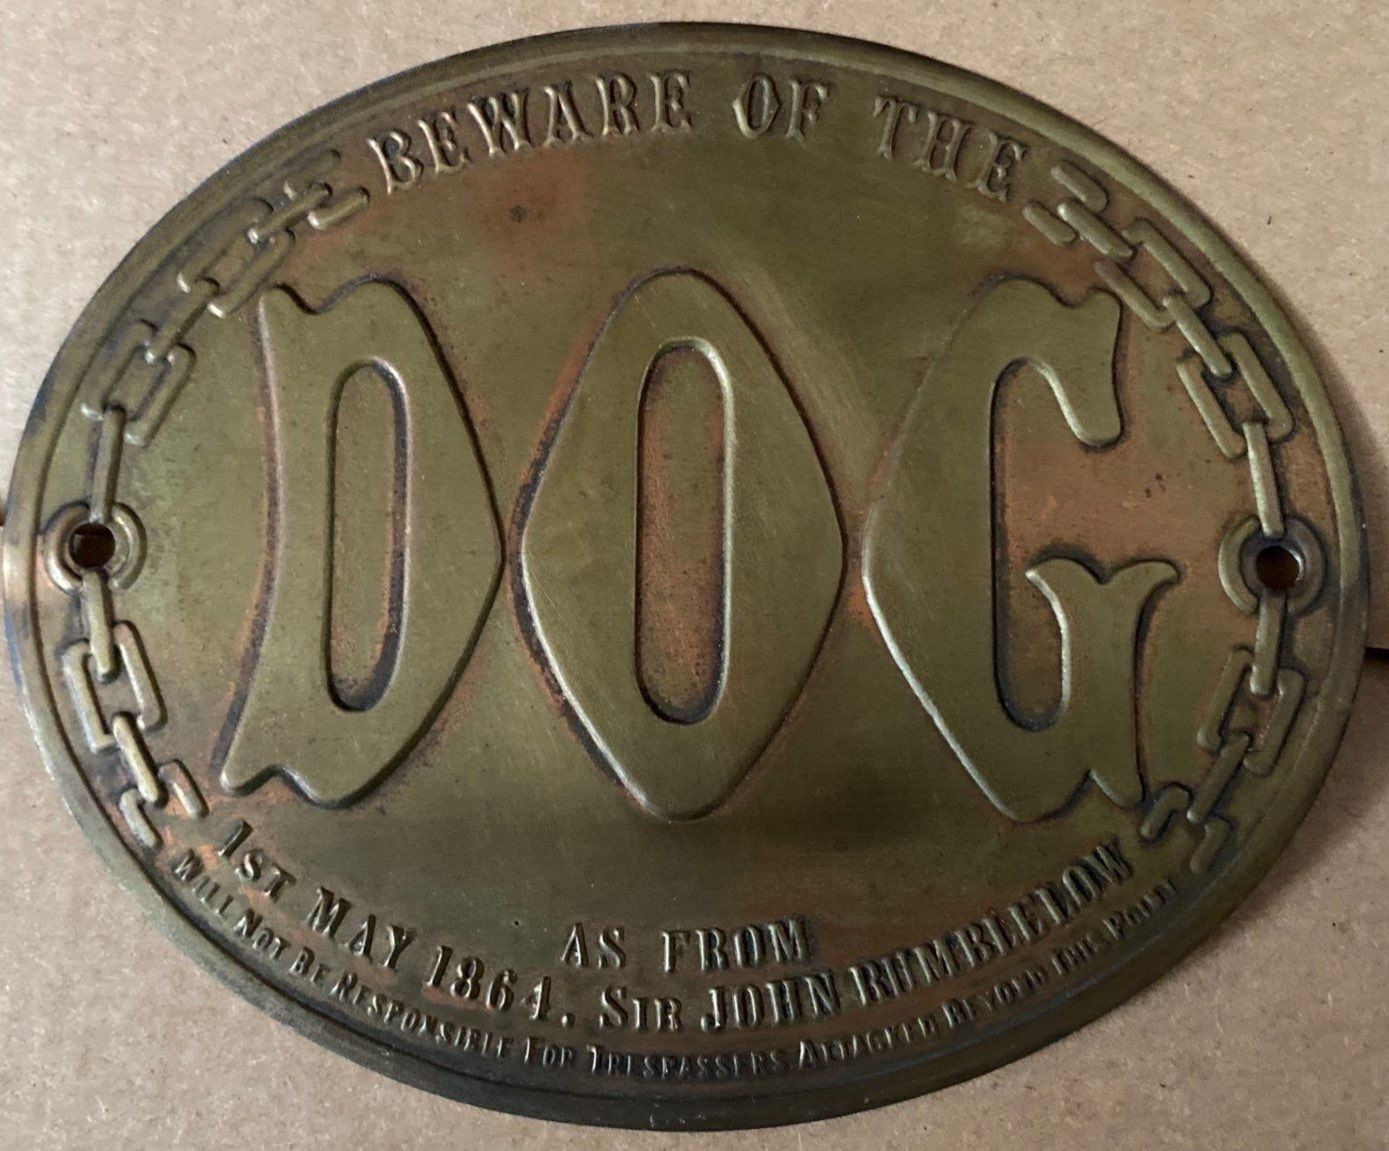 BEWARE OF THE
DOG
AS FROM
1ST MAY 1864. SIR JOHN RUMBLELOW
WILL NOT BE RESPONSIBLE FOR TRESPASSERS ATTACKED BEYOND THIS POINT